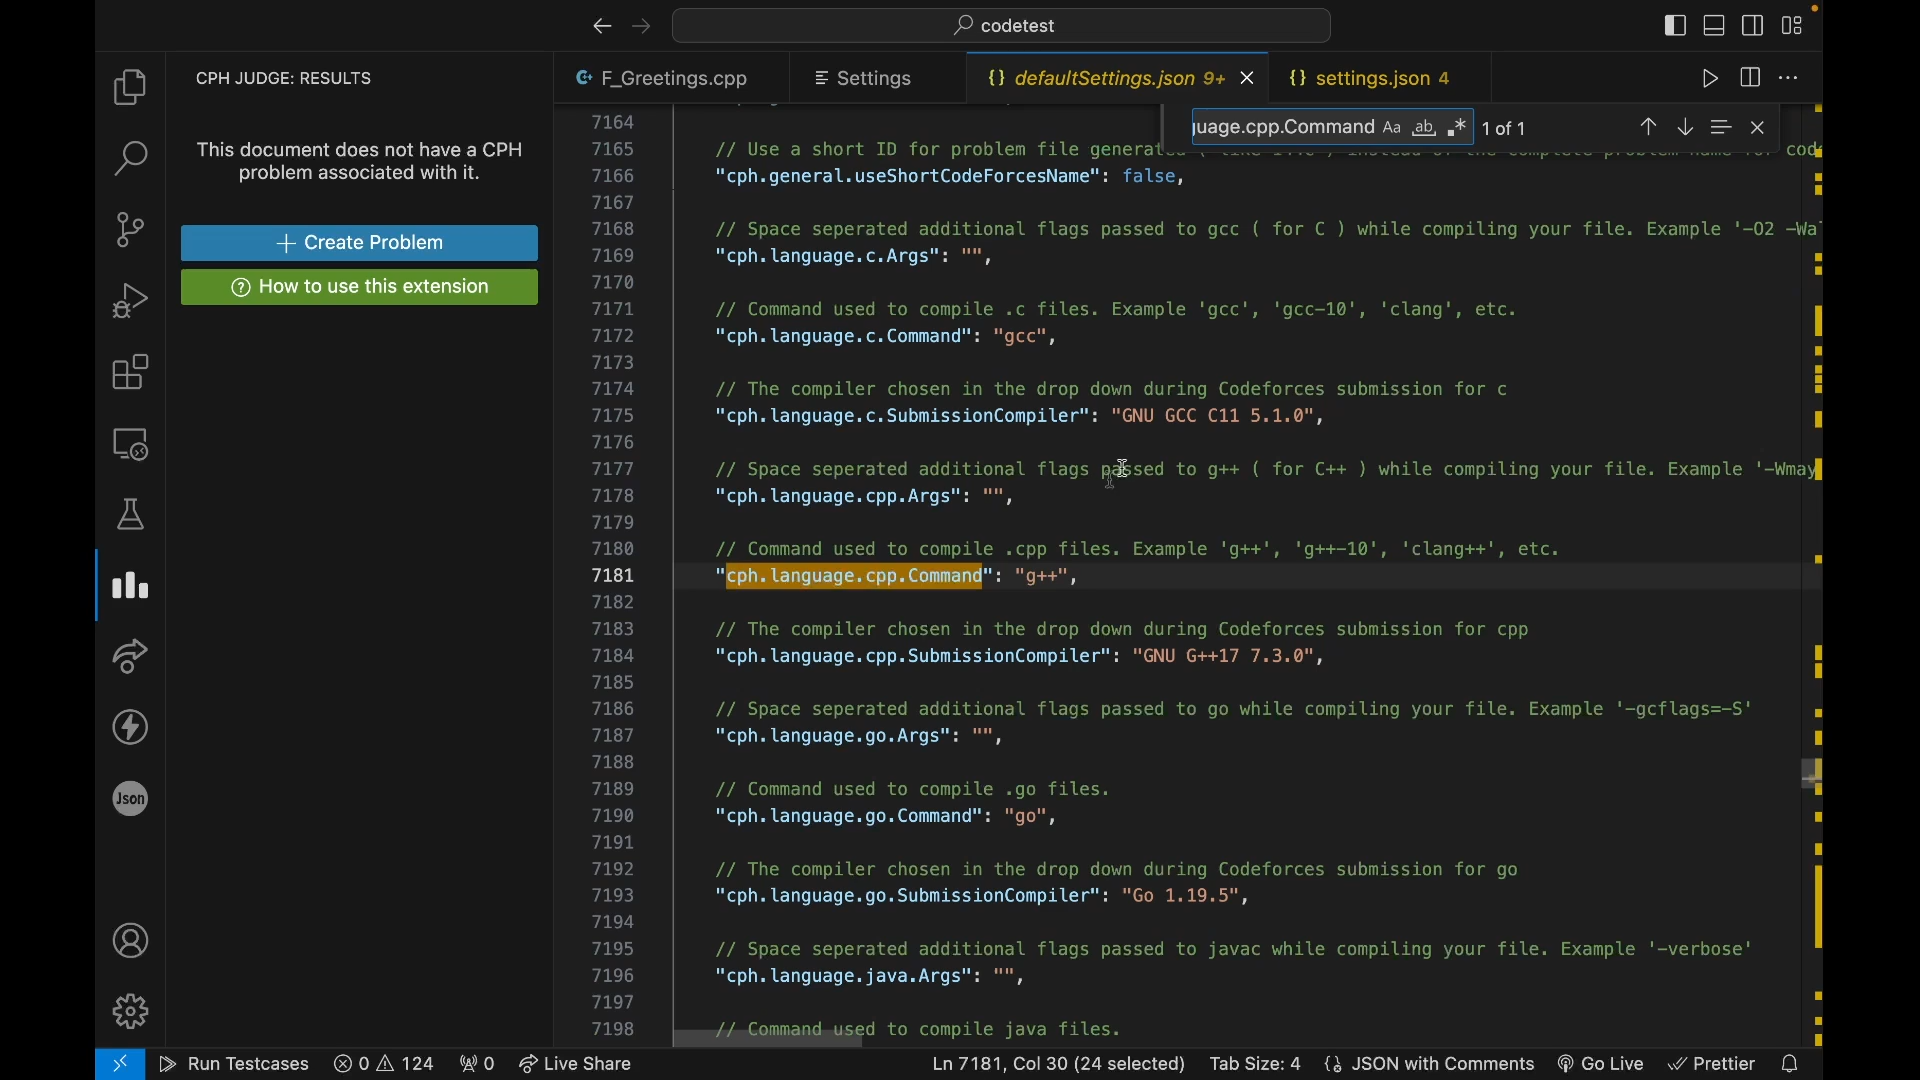 codetest
CPH JUDGE: RESULTS
This document does not have a CPH
problem associated with it.
Create Problem
How to use this extension
F_Greetings.cpp
Settings
{} defaultSettings.json 9+
{} settings.json 4
guage.cpp.Command Aa ab .* 1 of 1
7164
7165 // Use a short ID for problem file generated
7166 "cph.general.useShortCodeForcesName": false,
7167
7168 // Space seperated additional flags passed to gcc ( for C ) while compiling your file. Example '-O2 -Wal
7169 "cph.language.c.Args": "",
7170
7171 // Command used to compile .c files. Example 'gcc', 'gcc-10', 'clang', etc.
7172 "cph.language.c.Command": "gcc",
7173
7174 // The compiler chosen in the drop down during Codeforces submission for c
7175 "cph.language.c.SubmissionCompiler": "GNU GCC C11 5.1.0",
7176
7177 // Space seperated additional flags passed to g++ ( for C++ ) while compiling your file. Example '-Wmay
7178 "cph.language.cpp.Args": "",
7179
7180 // Command used to compile .cpp files. Example 'g++', 'g++-10', 'clang++', etc.
7181 "cph.language.cpp.Command": "g++",
7182
7183 // The compiler chosen in the drop down during Codeforces submission for cpp
7184 "cph.language.cpp.SubmissionCompiler": "GNU G++17 7.3.0",
7185
7186 // Space seperated additional flags passed to go while compiling your file. Example '-gcflags=-S'
7187 "cph.language.go.Args": "",
7188
7189 // Command used to compile .go files.
7190 "cph.language.go.Command": "go",
7191
7192 // The compiler chosen in the drop down during Codeforces submission for go
7193 "cph.language.go.SubmissionCompiler": "Go 1.19.5",
7194
7195 // Space seperated additional flags passed to javac while compiling your file. Example '-verbose'
7196 "cph.language.java.Args": "",
7197
7198 // Command used to compile java files.
Json
Run Testcases 0 124 0 Live Share Ln 7181, Col 30 (24 selected) Tab Size: 4 JSON with Comments Go Live Prettier